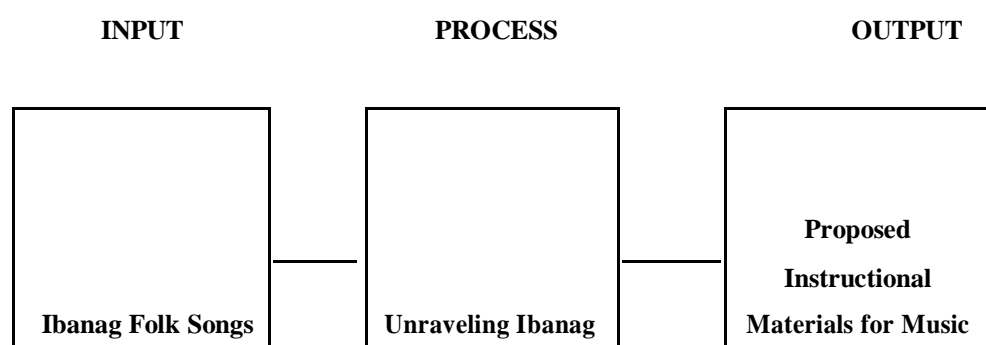 INPUT PROCESS OUTPUT
Proposed
Instructional
Ibanag Folk Songs Unraveling Ibanag Materials for Music